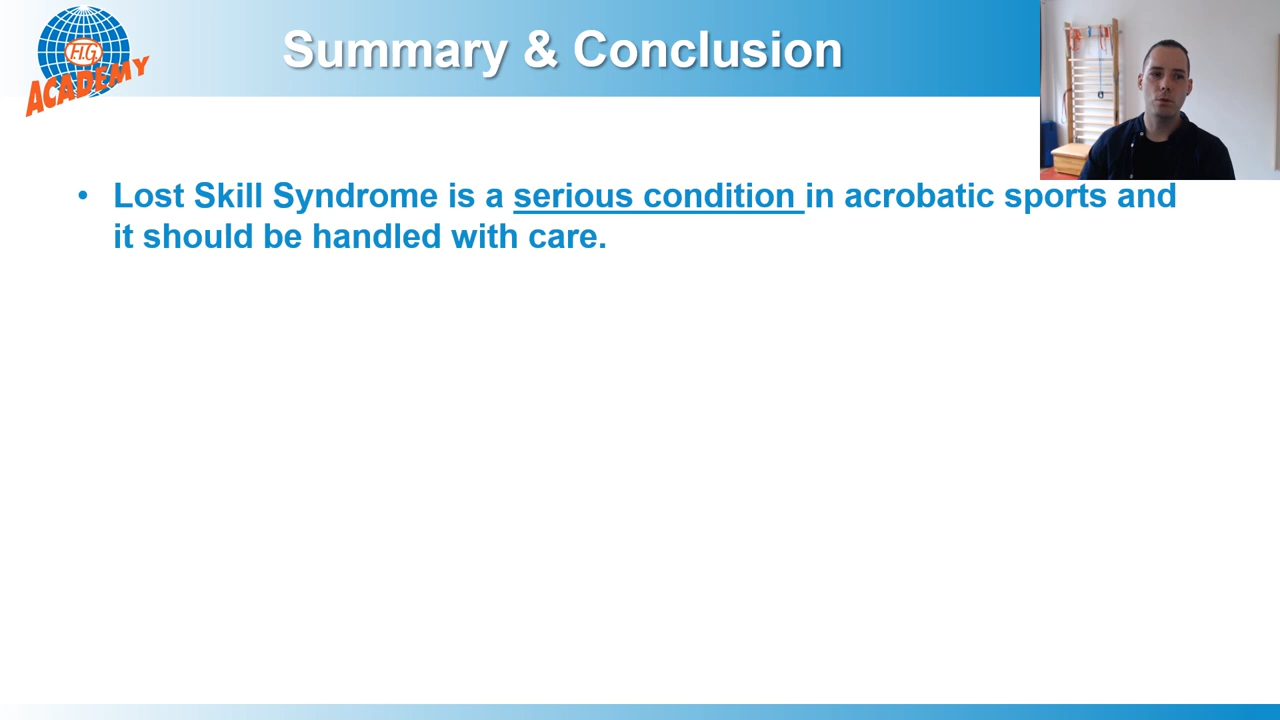 F.I.G.
ACADEMY
Summary & Conclusion
• Lost Skill Syndrome is a serious condition in acrobatic sports and
it should be handled with care.